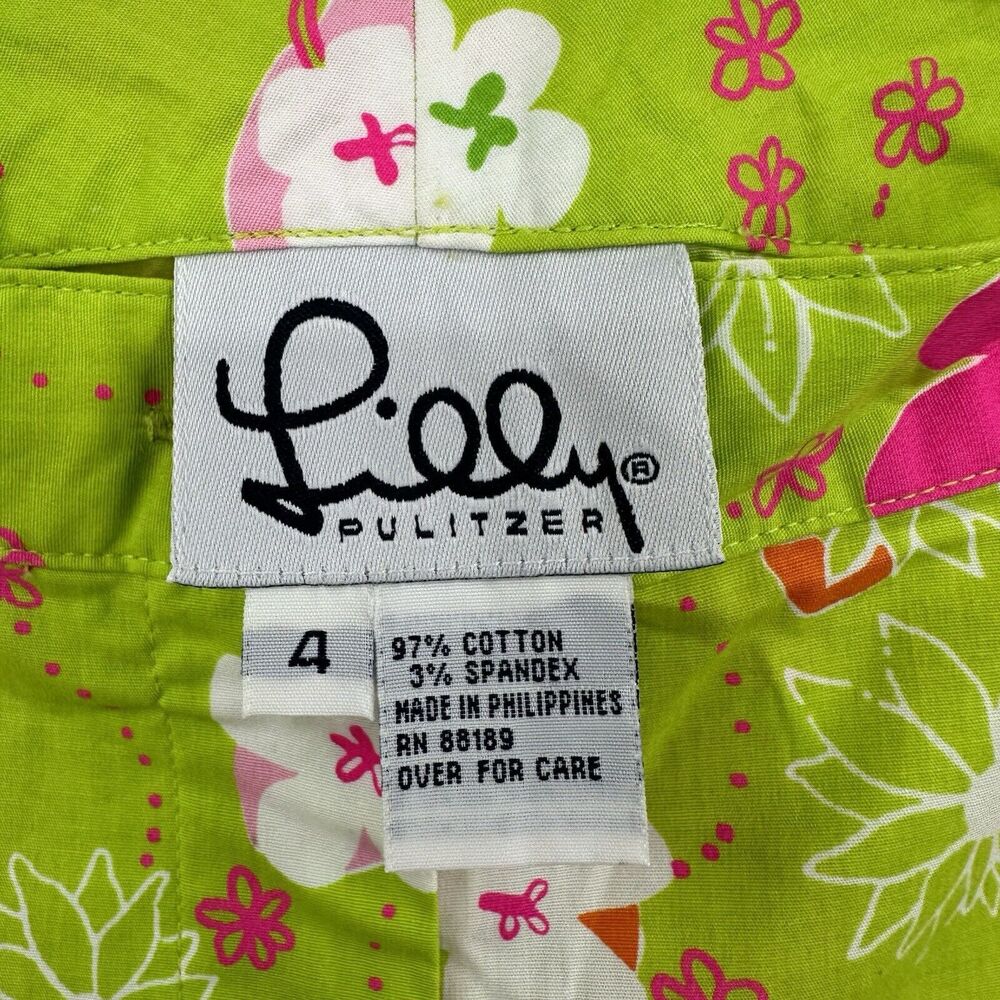 Lilly®
PULITZER
4
97% COTTON
3% SPANDEX
MADE IN PHILIPPINES
RN 88189
OVER FOR CARE